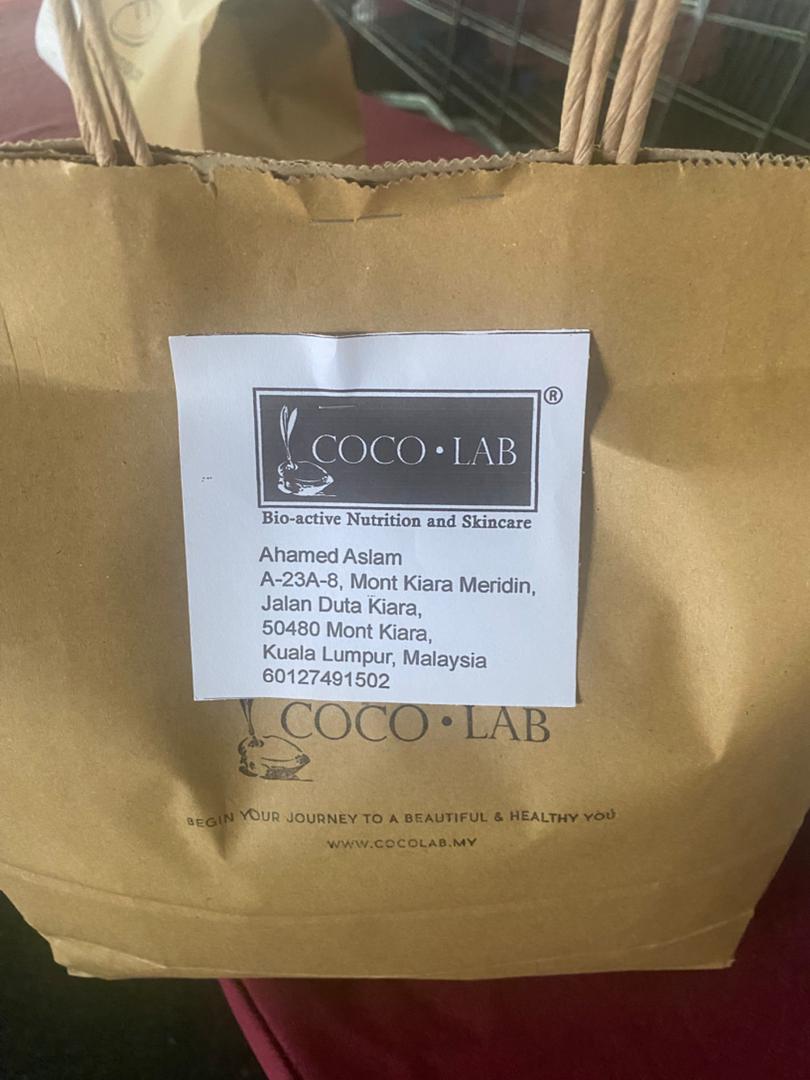 COCO • LAB ®
Bio-active Nutrition and Skincare
Ahamed Aslam
A-23A-8, Mont Kiara Meridin,
Jalan Duta Kiara,
50480 Mont Kiara,
Kuala Lumpur, Malaysia
60127491502
COCO • LAB
BEGIN YOUR JOURNEY TO A BEAUTIFUL & HEALTHY YOU
WWW.COCOLAB.MY